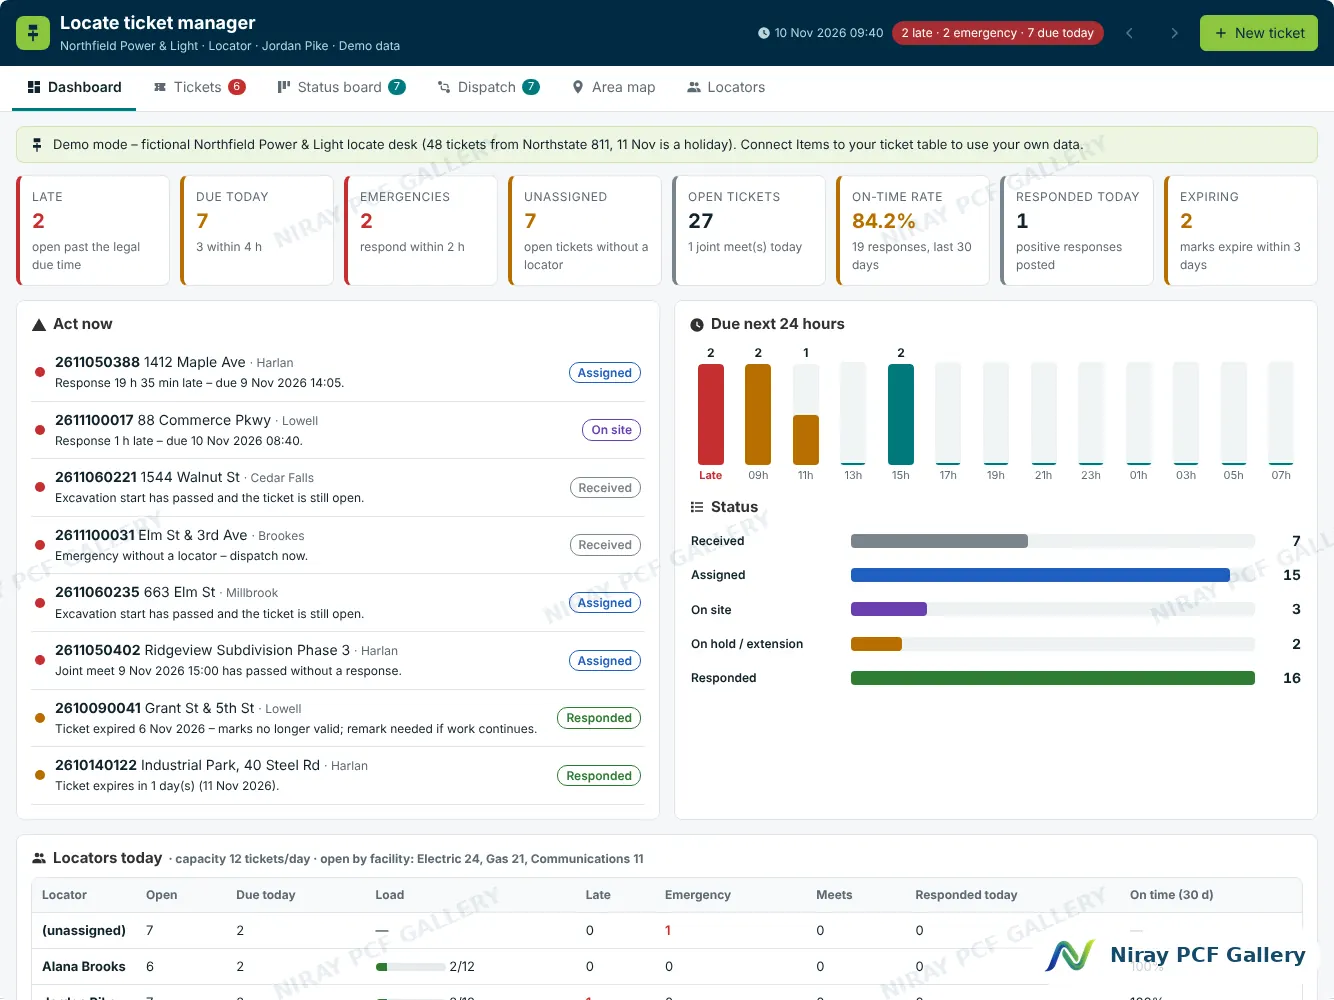 Locate ticket manager
Northfield Power & Light · Locator · Jordan Pike · Demo data
10 Nov 2026 09:40
2 late · 2 emergency · 7 due today
+ New ticket
Dashboard
Tickets 6
Status board 7
Dispatch 7
Area map
Locators
Demo mode – fictional Northfield Power & Light locate desk (48 tickets from Northstate 811, 11 Nov is a holiday). Connect Items to your ticket table to use your own data.
LATE
2
open past the legal
due time
DUE TODAY
7
3 within 4 h
EMERGENCIES
2
respond within 2 h
UNASSIGNED
7
open tickets without a
locator
OPEN TICKETS
27
1 joint meet(s) today
ON-TIME RATE
84.2%
19 responses, last 30
days
RESPONDED TODAY
1
positive responses
posted
EXPIRING
2
marks expire within 3
days
Act now
2611050388 1412 Maple Ave · Harlan
Response 19 h 35 min late – due 9 Nov 2026 14:05.
Assigned
2611100017 88 Commerce Pkwy · Lowell
Response 1 h late – due 10 Nov 2026 08:40.
On site
2611060221 1544 Walnut St · Cedar Falls
Excavation start has passed and the ticket is still open.
Received
2611100031 Elm St & 3rd Ave · Brookes
Emergency without a locator – dispatch now.
Received
2611060235 663 Elm St · Millbrook
Excavation start has passed and the ticket is still open.
Assigned
2611050402 Ridgeview Subdivision Phase 3 · Harlan
Joint meet 9 Nov 2026 15:00 has passed without a response.
Assigned
2610090041 Grant St & 5th St · Lowell
Ticket expired 6 Nov 2026 – marks no longer valid; remark needed if work continues.
Responded
2610140122 Industrial Park, 40 Steel Rd · Harlan
Ticket expires in 1 day(s) (11 Nov 2026).
Responded
Due next 24 hours
2 2 1 2
Late 09h 11h 13h 15h 17h 19h 21h 23h 01h 03h 05h 07h
Status
Received 7
Assigned 15
On site 3
On hold / extension 2
Responded 16
Locators today · capacity 12 tickets/day · open by facility: Electric 24, Gas 21, Communications 11
Locator Open Due today Load Late Emergency Meets Responded today On time (30 d)
(unassigned) 7 2 — 0 1 0 0 —
Alana Brooks 6 2 2/12 0 0 0 0 100%
Niray PCF Gallery
NIRAY PCF GALLERY